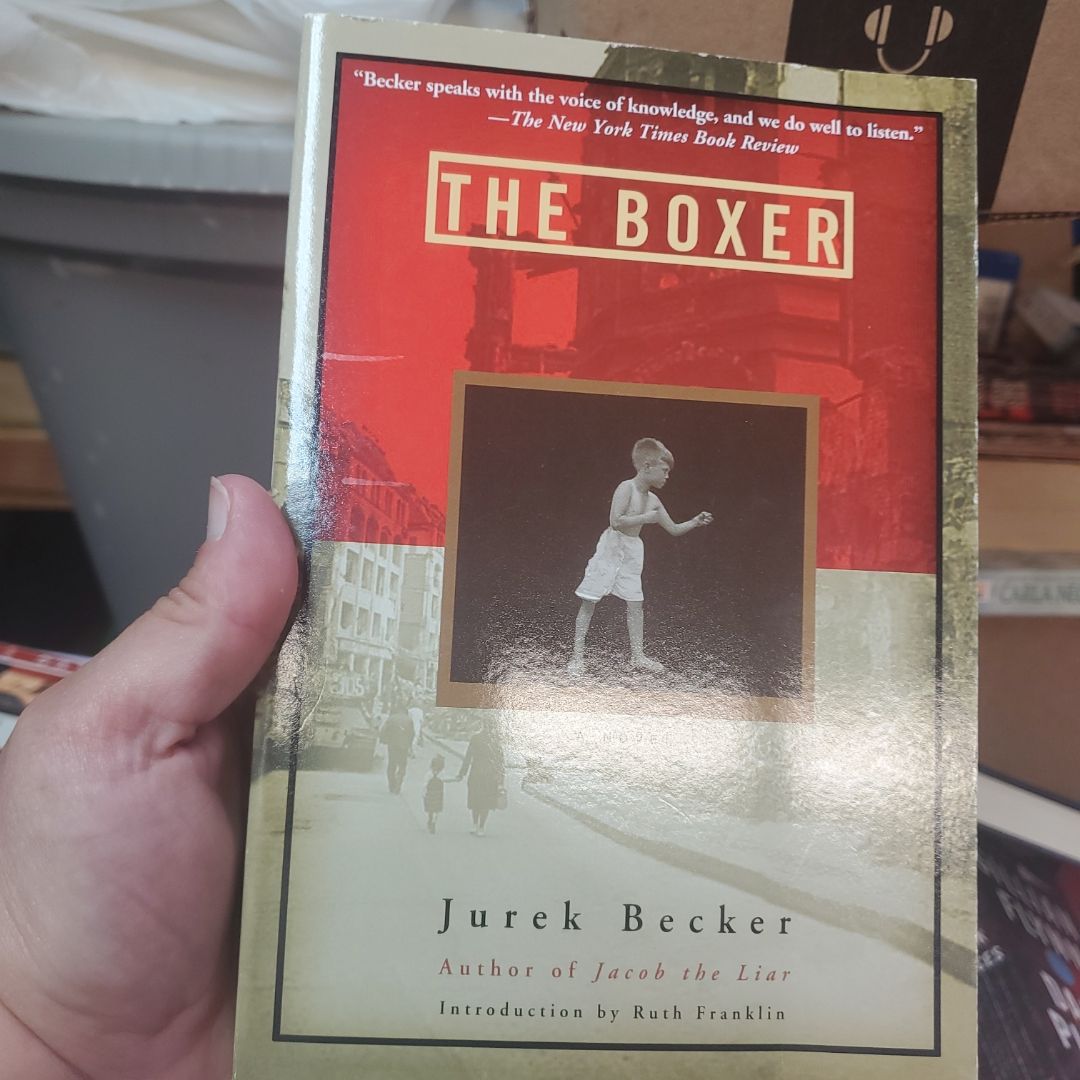 “Becker speaks with the voice of knowledge, and we do well to listen.”
—The New York Times Book Review
THE BOXER
A NOVEL
Jurek Becker
Author of Jacob the Liar
Introduction by Ruth Franklin